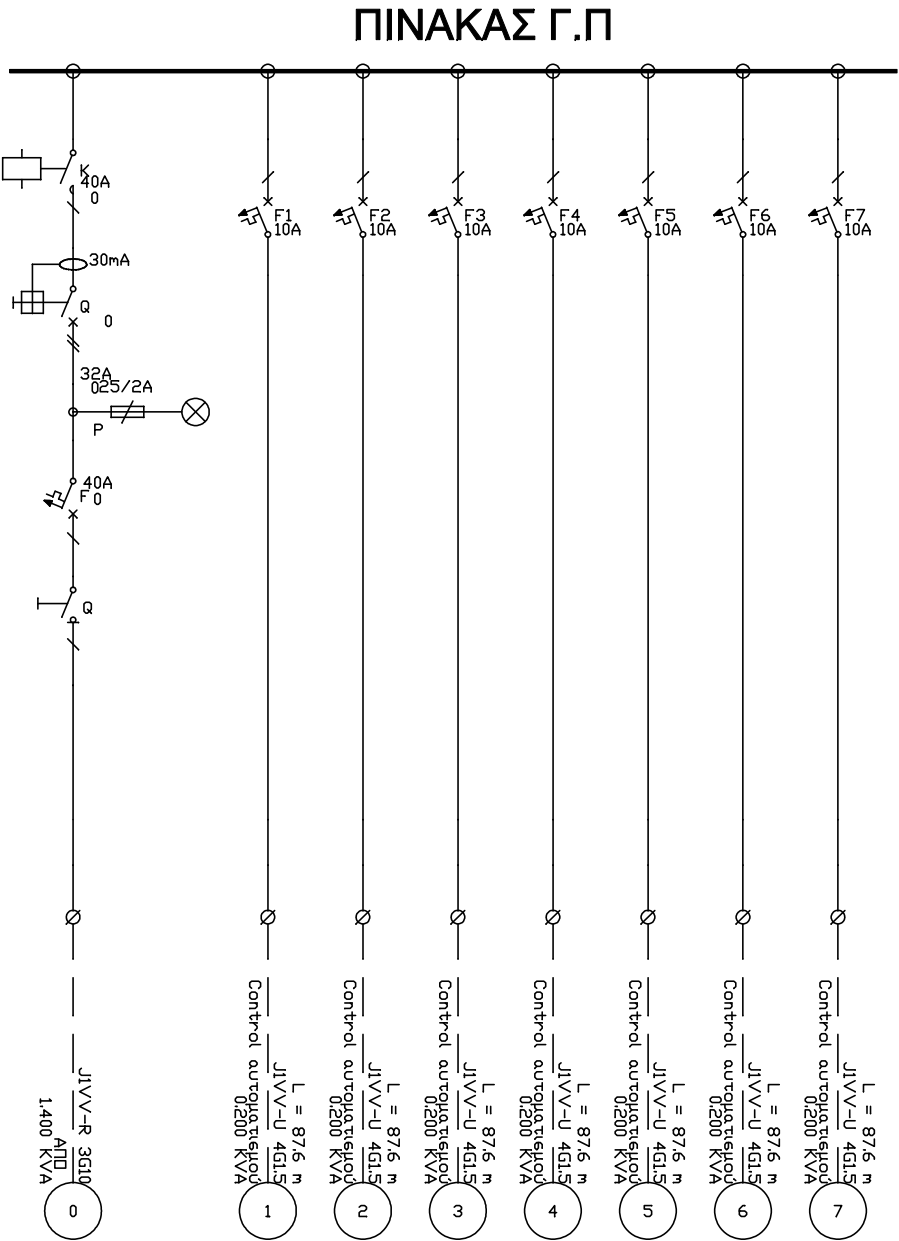 ΠΙΝΑΚΑΣ Γ.Π
K
40A
0
30mA
Q
0
32A
0
25/2A
P
40A
F
0
Q
F1
10A
F2
10A
F3
10A
F4
10A
F5
10A
F6
10A
F7
10A
J1VV-R 3G10
ΑΠΟ
1.400 KVA
0
L = 87.6 m
J1VV-U 4G1.5
Control αυτοματισμού
0.200 KVA
1
L = 87.6 m
J1VV-U 4G1.5
Control αυτοματισμού
0.200 KVA
2
L = 87.6 m
J1VV-U 4G1.5
Control αυτοματισμού
0.200 KVA
3
L = 87.6 m
J1VV-U 4G1.5
Control αυτοματισμού
0.200 KVA
4
L = 87.6 m
J1VV-U 4G1.5
Control αυτοματισμού
0.200 KVA
5
L = 87.6 m
J1VV-U 4G1.5
Control αυτοματισμού
0.200 KVA
6
L = 87.6 m
J1VV-U 4G1.5
Control αυτοματισμού
0.200 KVA
7